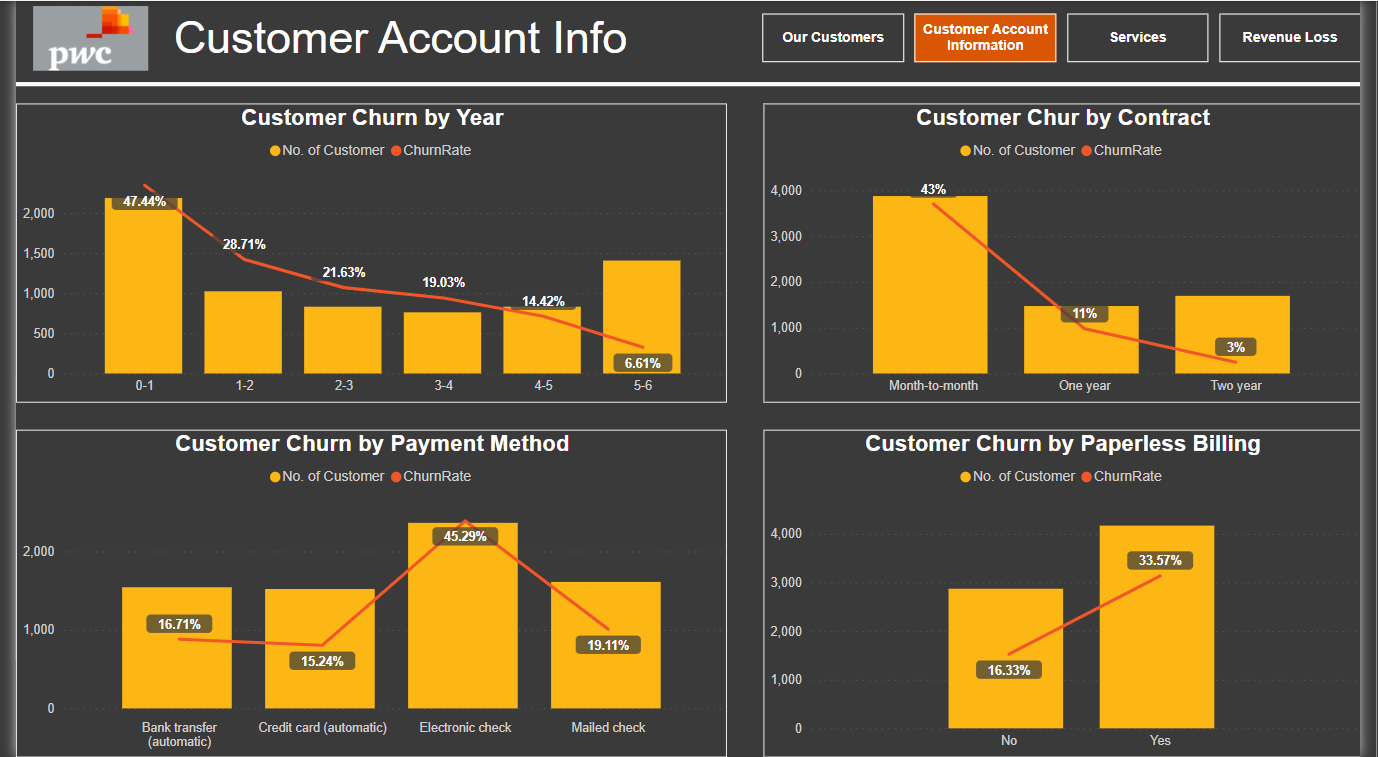 pwc
Customer Account Info
Our Customers
Customer Account
Information
Services
Revenue Loss
Customer Churn by Year
No. of Customer ChurnRate
2,000
1,500
1,000
500
0
47.44%
28.71%
21.63%
19.03%
14.42%
6.61%
0-1
1-2
2-3
3-4
4-5
5-6
Customer Chur by Contract
No. of Customer ChurnRate
4,000
3,000
2,000
1,000
0
43%
11%
3%
Month-to-month
One year
Two year
Customer Churn by Payment Method
No. of Customer ChurnRate
2,000
1,000
0
16.71%
15.24%
45.29%
19.11%
Bank transfer
(automatic)
Credit card (automatic)
Electronic check
Mailed check
Customer Churn by Paperless Billing
No. of Customer ChurnRate
4,000
3,000
2,000
1,000
0
16.33%
33.57%
No
Yes